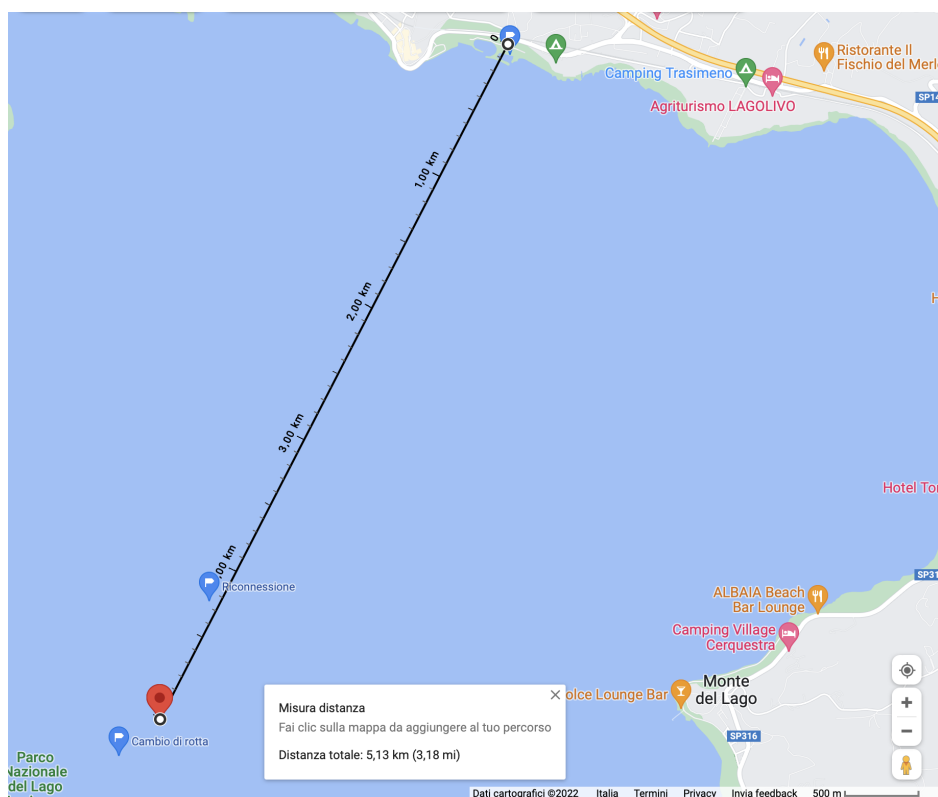 0
Ristorante Il
Fischio del Merl
Camping Trasimeno
Agriturismo LAGOLIVO
SP14
1,00 km
2,00 km
H
3,00 km
Hotel To
,00 km
Riconnessione
SP31
ALBAIA Beach
Bar Lounge
Camping Village
Cerquestra
Monte
del Lago
olce Lounge Bar
SP316
Misura distanza
Fai clic sulla mappa da aggiungere al tuo percorso
Distanza totale: 5,13 km (3,18 mi)
Cambio di rotta
Parco
Nazionale
del Lago
Dati cartografici ©2022 Italia Termini Privacy Invia feedback 500 m